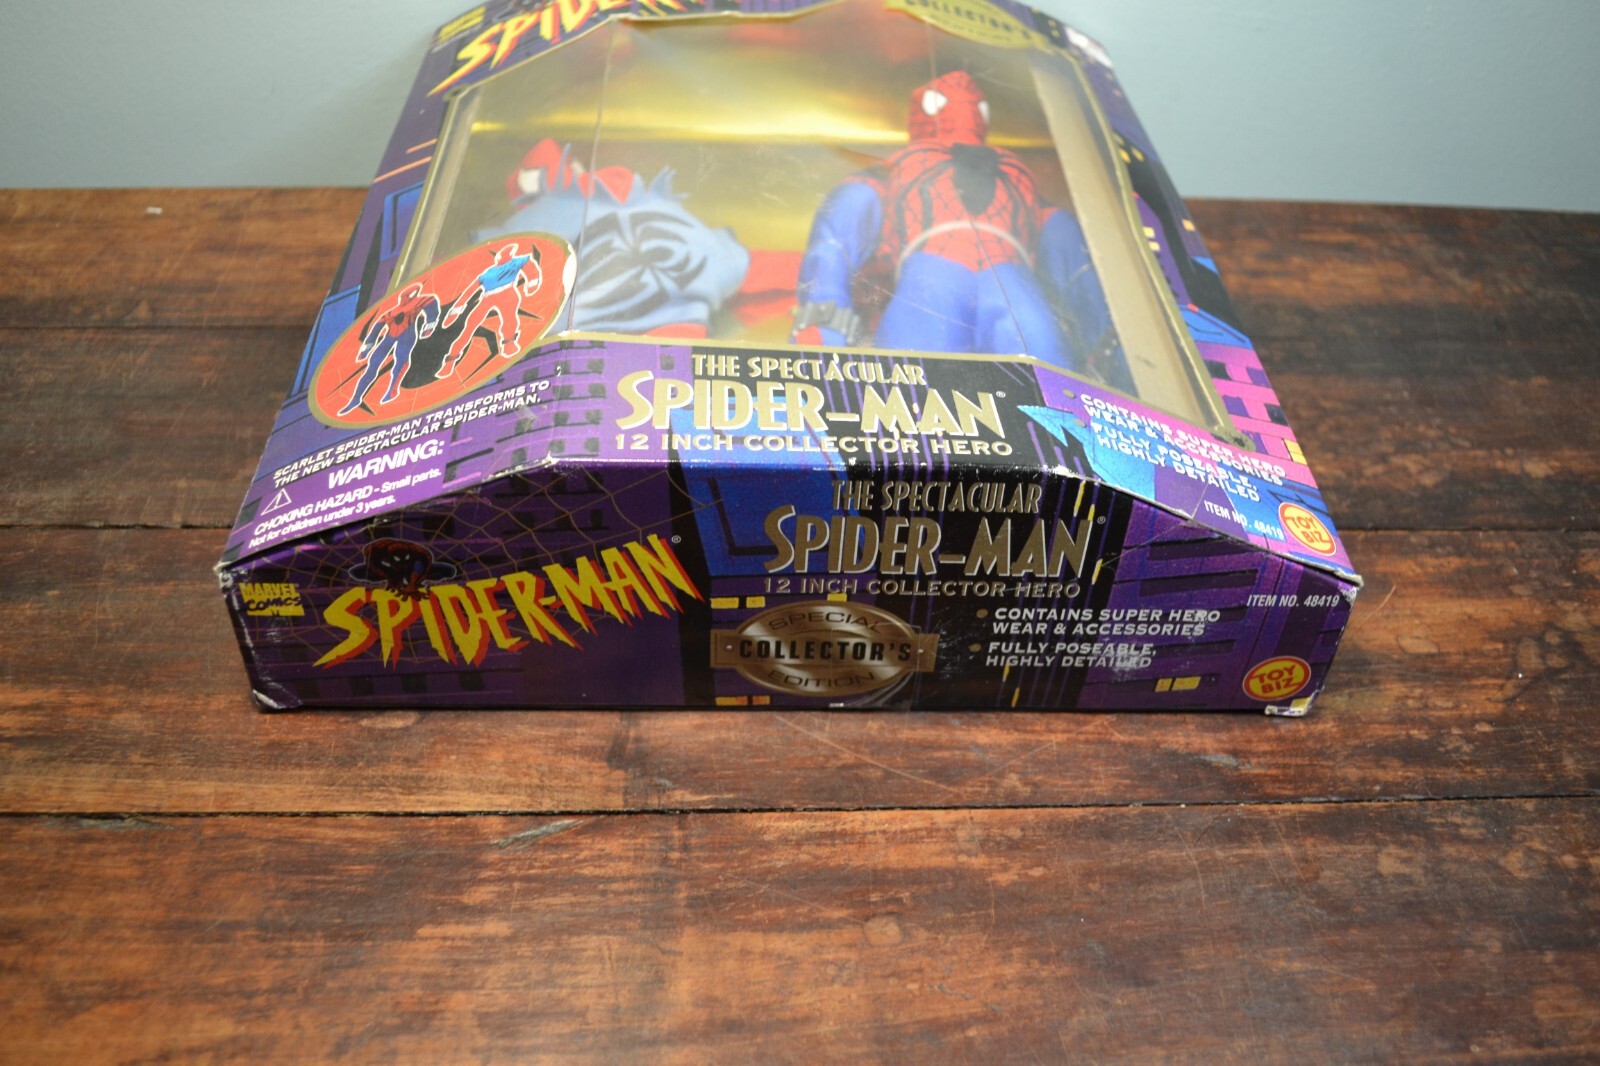 COLLECTOR'S
SPIDER-
SCARLET SPIDER-MAN TRANSFORMS TO
THE NEW SPECTACULAR SPIDER-MAN.
WARNING:
CHOKING HAZARD - Small parts.
Not for children under 3 years.
THE SPECTACULAR
SPIDER-MAN®
12 INCH COLLECTOR HERO
• CONTAINS SUPER HERO
WEAR & ACCESSORIES
• FULLY POSEABLE,
HIGHLY DETAILED
ITEM NO. 48419
TOY
BIZ
MARVEL
COMICS
SPIDER-MAN®
THE SPECTACULAR
SPIDER-MAN®
12 INCH COLLECTOR HERO
SPECIAL
COLLECTOR'S
EDITION
• CONTAINS SUPER HERO
WEAR & ACCESSORIES
• FULLY POSEABLE,
HIGHLY DETAILED
ITEM NO. 48419
TOY
BIZ